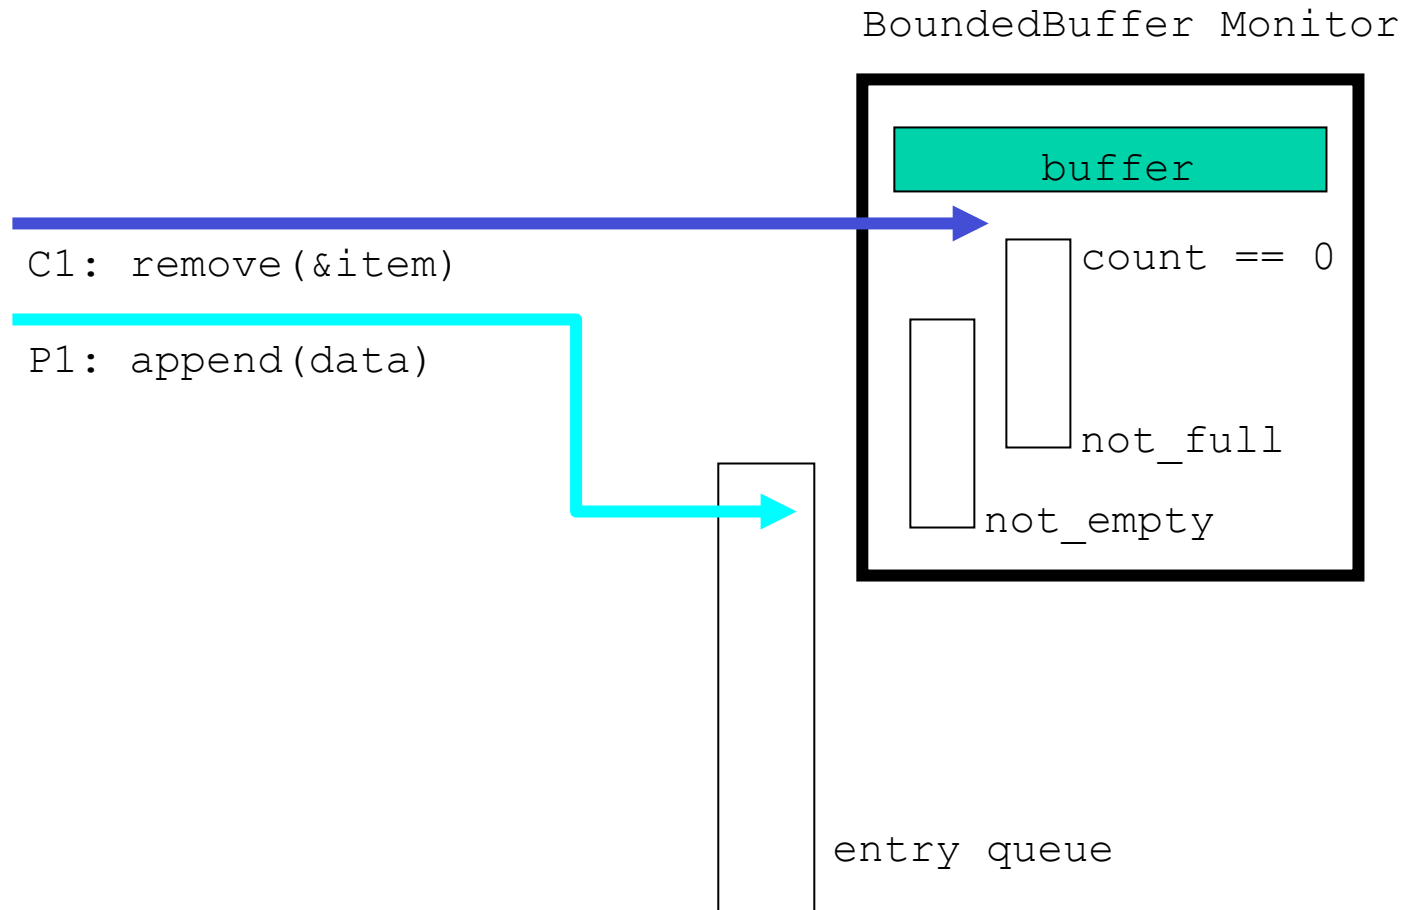 BoundedBuffer Monitor
buffer
C1: remove(&item)
count == 0
P1: append(data)
not_full
not_empty
entry queue